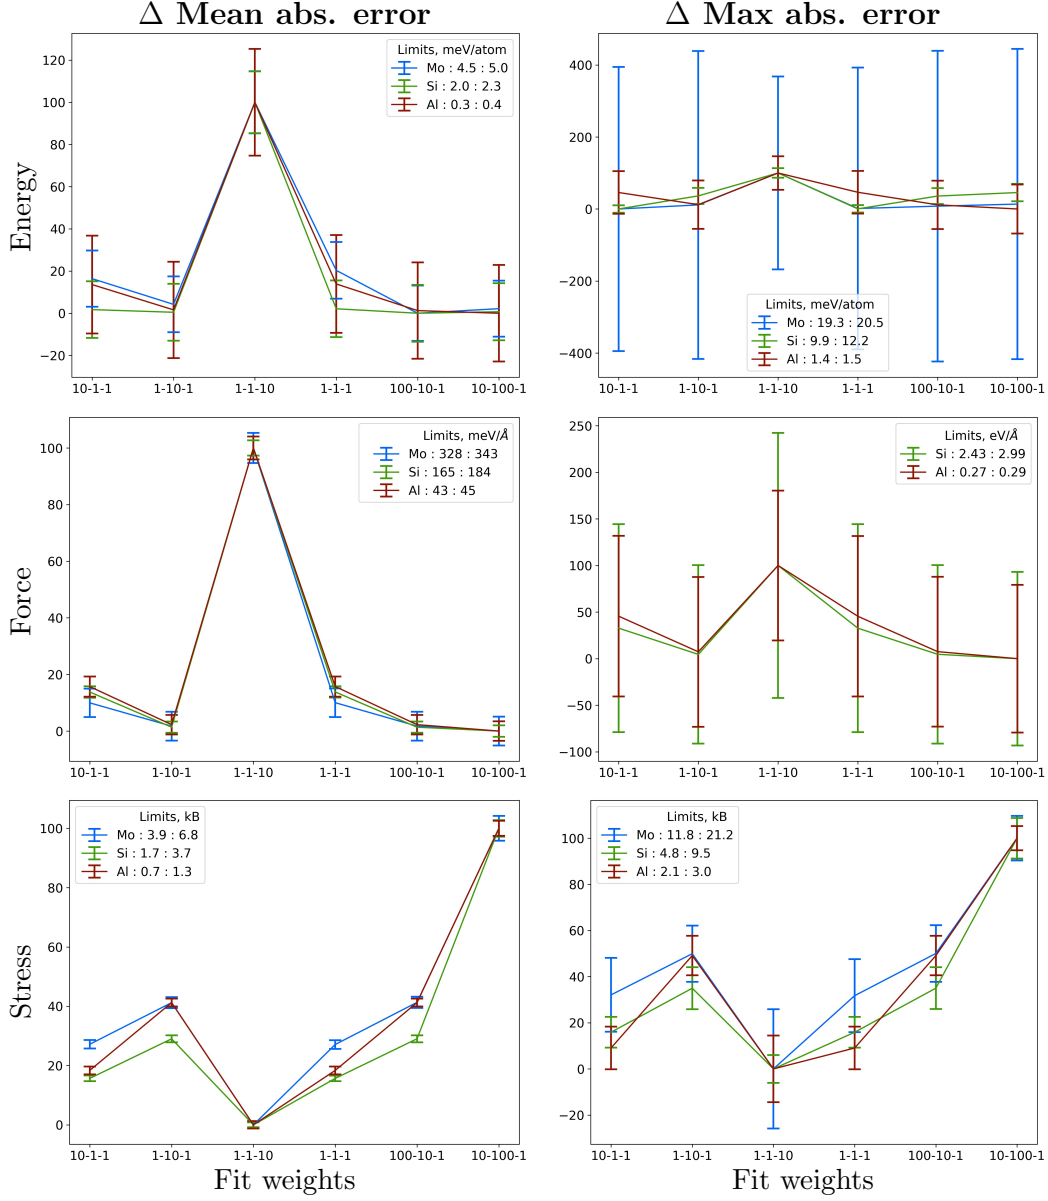 Δ Mean abs. error
Δ Max abs. error
Energy
120
100
80
60
40
20
0
−20
Limits, meV/atom
Mo : 4.5 : 5.0
Si : 2.0 : 2.3
Al : 0.3 : 0.4
10-1-1
1-10-1
1-1-10
1-1-1
100-10-1
10-100-1
400
200
0
−200
−400
Limits, meV/atom
Mo : 19.3 : 20.5
Si : 9.9 : 12.2
Al : 1.4 : 1.5
10-1-1
1-10-1
1-1-10
1-1-1
100-10-1
10-100-1
Force
100
80
60
40
20
0
Limits, meV/Å
Mo : 328 : 343
Si : 165 : 184
Al : 43 : 45
10-1-1
1-10-1
1-1-10
1-1-1
100-10-1
10-100-1
250
200
150
100
50
0
−50
−100
Limits, eV/Å
Si : 2.43 : 2.99
Al : 0.27 : 0.29
10-1-1
1-10-1
1-1-10
1-1-1
100-10-1
10-100-1
Stress
100
80
60
40
20
0
Limits, kB
Mo : 3.9 : 6.8
Si : 1.7 : 3.7
Al : 0.7 : 1.3
10-1-1
1-10-1
1-1-10
1-1-1
100-10-1
10-100-1
Fit weights
100
80
60
40
20
0
−20
Limits, kB
Mo : 11.8 : 21.2
Si : 4.8 : 9.5
Al : 2.1 : 3.0
10-1-1
1-10-1
1-1-10
1-1-1
100-10-1
10-100-1
Fit weights